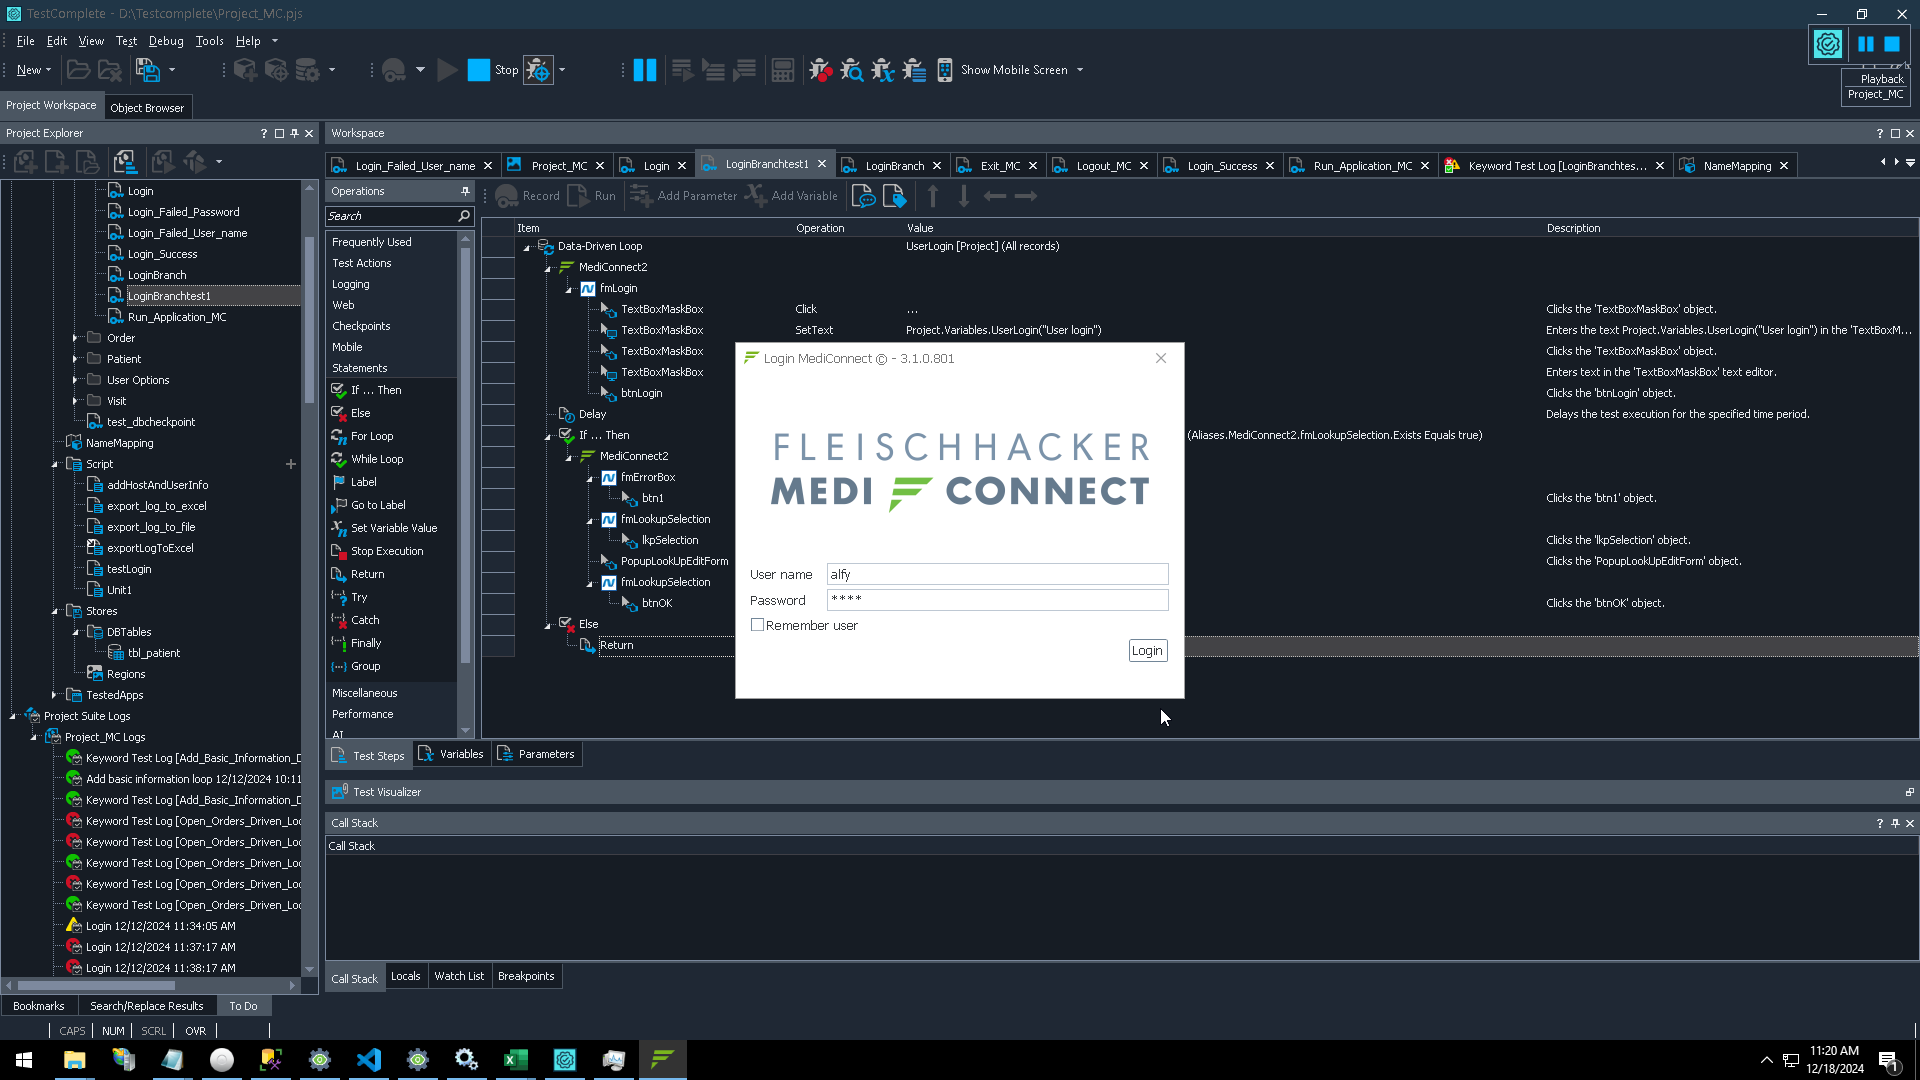 TestComplete - D:\Testcomplete\Project_MC.pjs
File Edit View Test Debug Tools Help
New Stop Show Mobile Screen
Playback
Project_MC
Project Workspace Object Browser
Project Explorer
Login
Login_Failed_Password
Login_Failed_User_name
Login_Success
LoginBranch
LoginBranchtest1
Run_Application_MC
Order
Patient
User Options
Visit
test_dbcheckpoint
NameMapping
Script
addHostAndUserInfo
export_log_to_excel
export_log_to_file
exportLogToExcel
testLogin
Unit1
Stores
DBTables
tbl_patient
Regions
TestedApps
Project Suite Logs
Project_MC Logs
Keyword Test Log [Add_Basic_Information_D
Add basic information loop 12/12/2024 10:11
Keyword Test Log [Add_Basic_Information_D
Keyword Test Log [Open_Orders_Driven_Loo
Keyword Test Log [Open_Orders_Driven_Loo
Keyword Test Log [Open_Orders_Driven_Loo
Keyword Test Log [Open_Orders_Driven_Loo
Keyword Test Log [Open_Orders_Driven_Loo
Login 12/12/2024 11:34:05 AM
Login 12/12/2024 11:37:17 AM
Login 12/12/2024 11:38:17 AM
Bookmarks Search/Replace Results To Do
CAPS NUM SCRL OVR
Workspace
Login_Failed_User_name Project_MC Login LoginBranchtest1 LoginBranch Exit_MC Logout_MC Login_Success Run_Application_MC Keyword Test Log [LoginBranchtes... NameMapping
Operations
Search
Frequently Used
Test Actions
Logging
Web
Checkpoints
Mobile
Statements
If ... Then
Else
For Loop
While Loop
Label
Go to Label
Set Variable Value
Stop Execution
Return
Try
Catch
Finally
Group
Miscellaneous
Performance
AI
Record Run Add Parameter Add Variable
Item Operation Value Description
Data-Driven Loop UserLogin [Project] (All records)
MediConnect2
fmLogin
TextBoxMaskBox Click ... Clicks the 'TextBoxMaskBox' object.
TextBoxMaskBox SetText Project.Variables.UserLogin("User login") Enters the text Project.Variables.UserLogin("User login") in the 'TextBoxM...
TextBoxMaskBox Clicks the 'TextBoxMaskBox' object.
TextBoxMaskBox Enters text in the 'TextBoxMaskBox' text editor.
btnLogin Clicks the 'btnLogin' object.
Delay Delays the test execution for the specified time period.
If ... Then (Aliases.MediConnect2.fmLookupSelection.Exists Equals true)
MediConnect2
fmErrorBox
btn1 Clicks the 'btn1' object.
fmLookupSelection
lkpSelection Clicks the 'lkpSelection' object.
PopupLookUpEditForm Clicks the 'PopupLookUpEditForm' object.
fmLookupSelection
btnOK Clicks the 'btnOK' object.
Else
Return
Login MediConnect © - 3.1.0.801
FLEISCHHACKER
MEDI CONNECT
User name alfy
Password ****
Remember user
Login
Test Steps Variables Parameters
Test Visualizer
Call Stack
Call Stack
Call Stack Locals Watch List Breakpoints
11:20 AM
12/18/2024
1